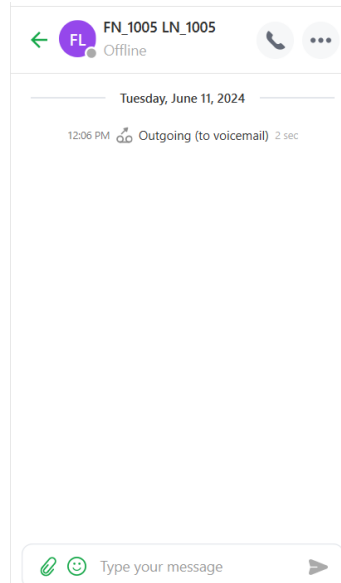 FL
FN_1005 LN_1005
Offline
Tuesday, June 11, 2024
12:06 PM Outgoing (to voicemail) 2 sec
Type your message